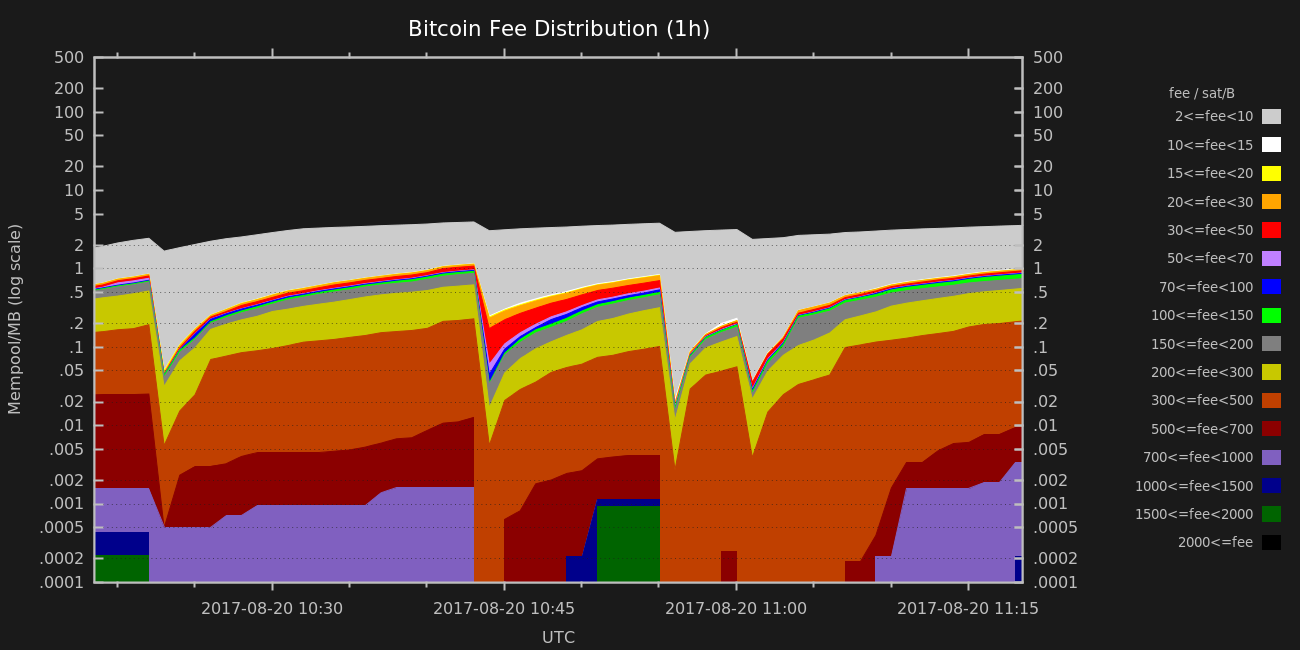 Bitcoin Fee Distribution (1h)
500 500
200 200
100 100
50 50
20 20
10 10
5 5
2 2
1 1
.5 .5
.2 .2
.1 .1
.05 .05
.02 .02
.01 .01
.005 .005
.002 .002
.001 .001
.0005 .0005
.0002 .0002
.0001 .0001
Mempool/MB (log scale)
2017-08-20 10:30 2017-08-20 10:45 2017-08-20 11:00 2017-08-20 11:15
UTC
fee / sat/B
2<=fee<10
10<=fee<15
15<=fee<20
20<=fee<30
30<=fee<50
50<=fee<70
70<=fee<100
100<=fee<150
150<=fee<200
200<=fee<300
300<=fee<500
500<=fee<700
700<=fee<1000
1000<=fee<1500
1500<=fee<2000
2000<=fee